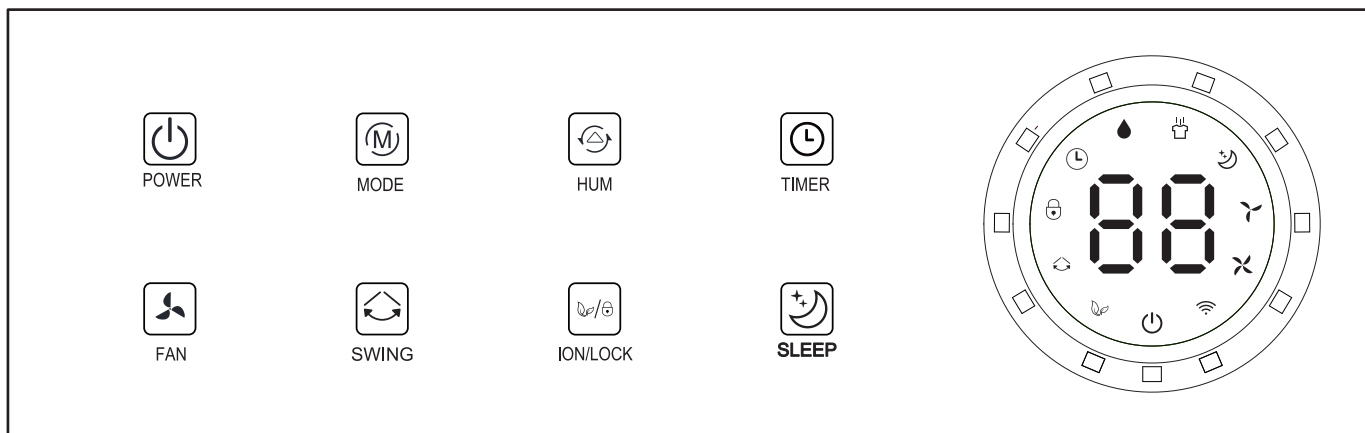 M
POWER
MODE
HUM
TIMER
FAN
SWING
/
ION/LOCK
SLEEP
88